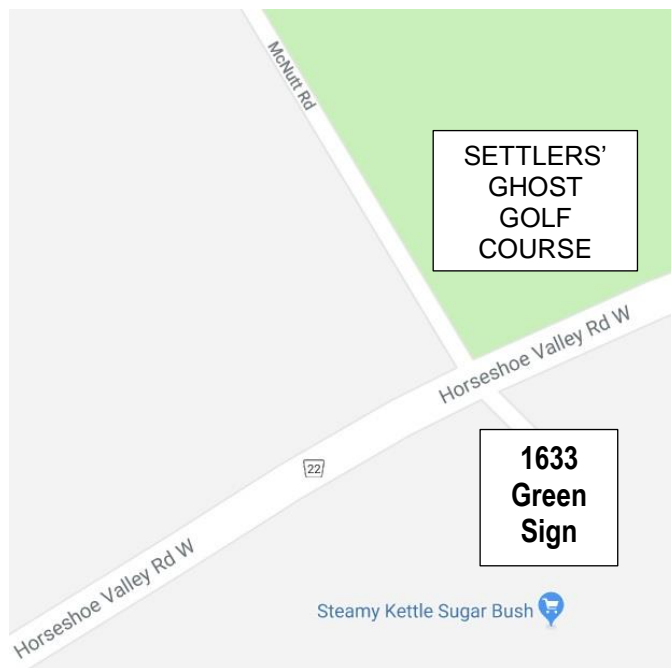 McNutt Rd
SETTLERS’
GHOST
GOLF
COURSE
Horseshoe Valley Rd W
1633
Green
Sign
22
Horseshoe Valley Rd W
Steamy Kettle Sugar Bush